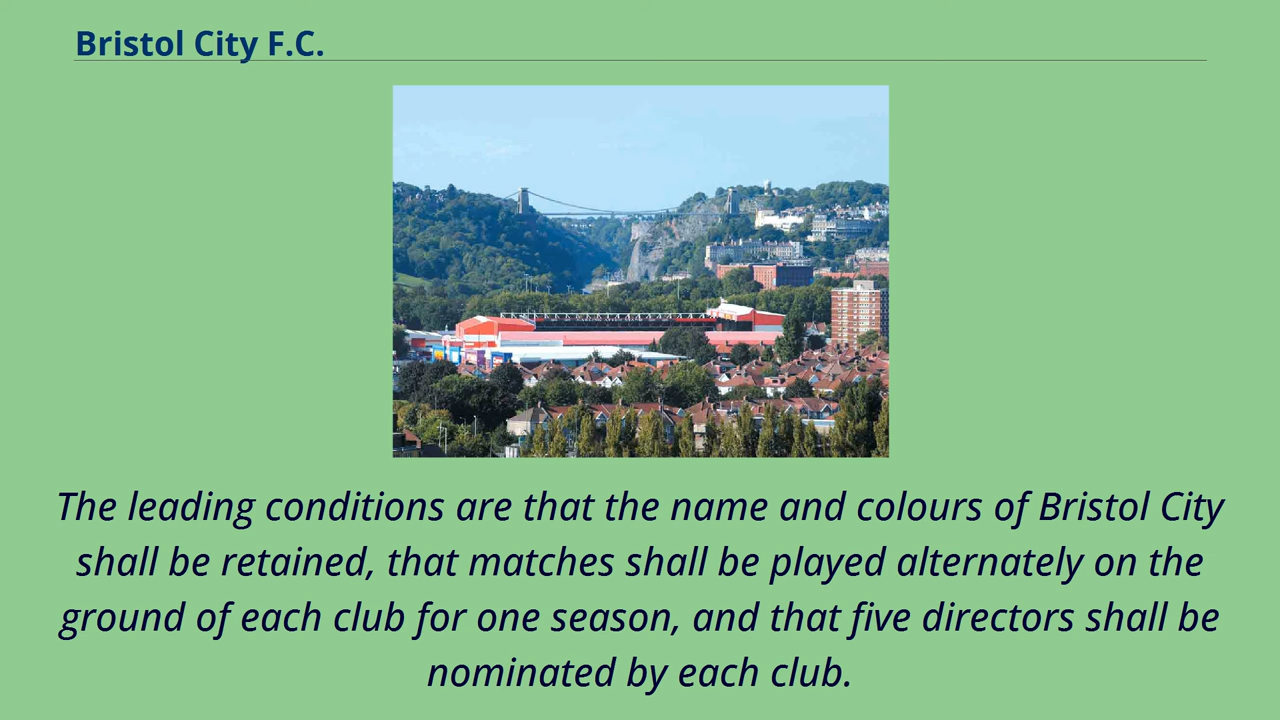 Bristol City F.C.
The leading conditions are that the name and colours of Bristol City
shall be retained, that matches shall be played alternately on the
ground of each club for one season, and that five directors shall be
nominated by each club.